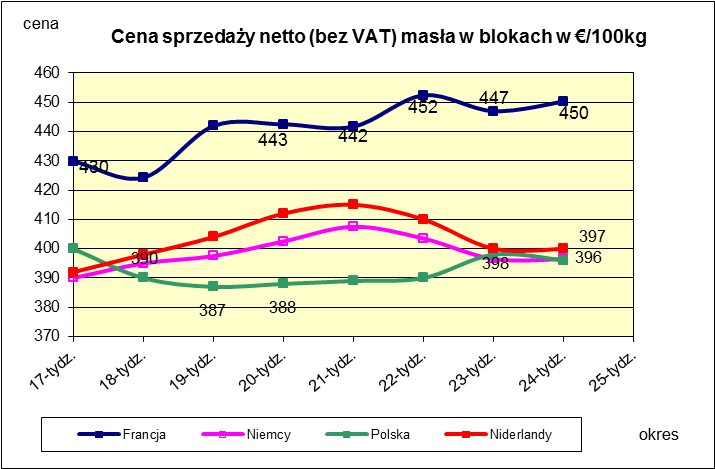 cena
Cena sprzedaży netto (bez VAT) masła w blokach w €/100kg
460
450
440
430
420
410
400
390
380
370
430
443
442
452
447
450
390
387
388
398
397
396
17-tydz.
18-tydz.
19-tydz.
20-tydz.
21-tydz.
22-tydz.
23-tydz.
24-tydz.
25-tydz.
Francja Niemcy Polska Niderlandy
okres